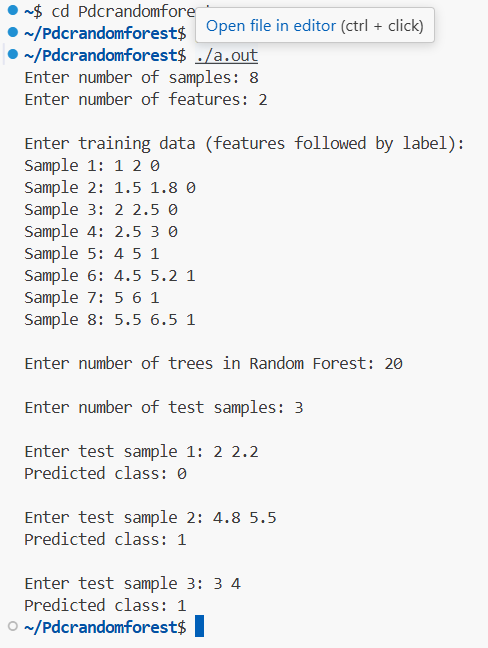 ~$ cd Pdcrandomfores
Open file in editor (ctrl + click)
~/Pdcrandomforest$
~/Pdcrandomforest$ ./a.out
Enter number of samples: 8
Enter number of features: 2
Enter training data (features followed by label):
Sample 1: 1 2 0
Sample 2: 1.5 1.8 0
Sample 3: 2 2.5 0
Sample 4: 2.5 3 0
Sample 5: 4 5 1
Sample 6: 4.5 5.2 1
Sample 7: 5 6 1
Sample 8: 5.5 6.5 1
Enter number of trees in Random Forest: 20
Enter number of test samples: 3
Enter test sample 1: 2 2.2
Predicted class: 0
Enter test sample 2: 4.8 5.5
Predicted class: 1
Enter test sample 3: 3 4
Predicted class: 1
~/Pdcrandomforest$